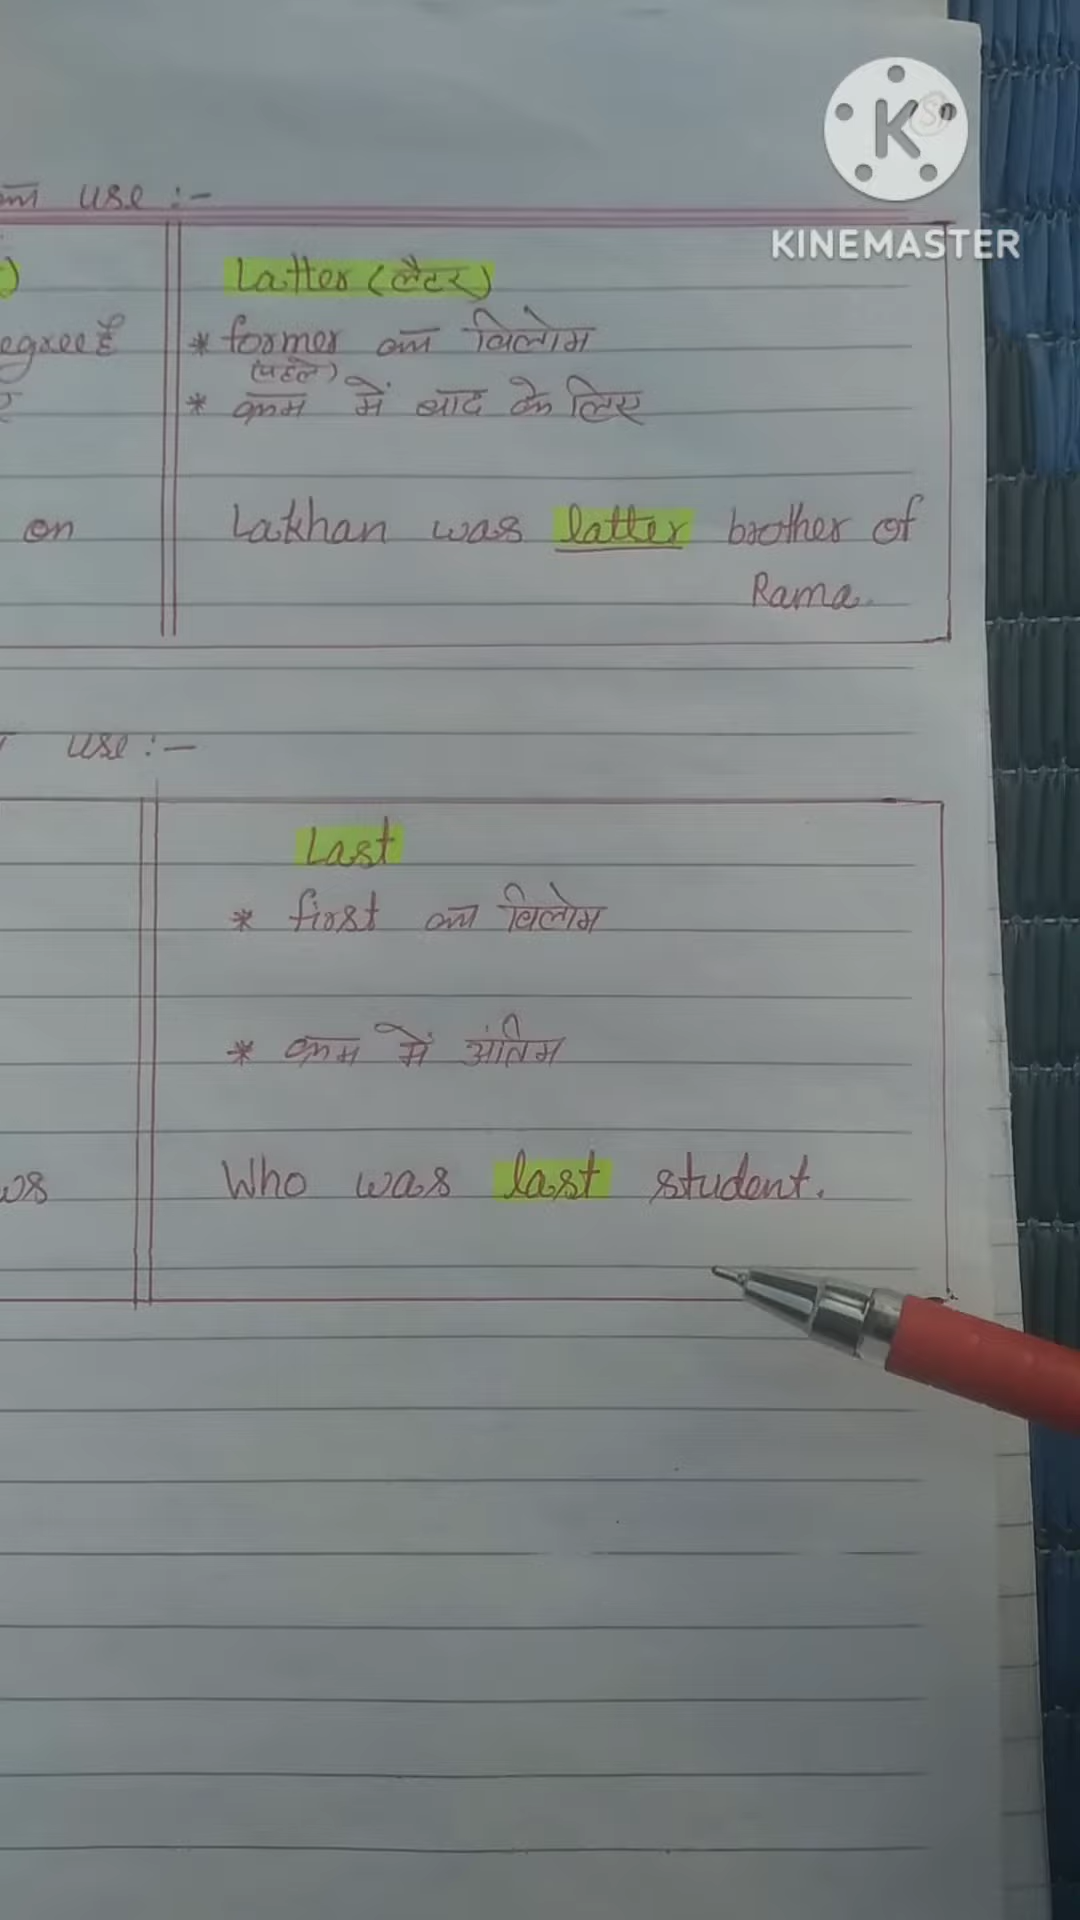 का use :-
Latter (लैटर)
egree है
* former का विलोम
(पहले)
* क्रम में बाद के लिए
on
Lakhan was latter brother of
Rama.
use :-
Last
* first का विलोम
* क्रम में अंतिम
ws
Who was last student.
K
KINEMASTER